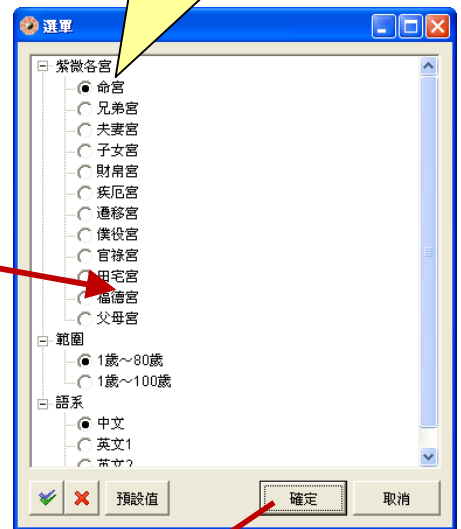 選單
紫微各宮
命宮
兄弟宮
夫妻宮
子女宮
財帛宮
疾厄宮
遷移宮
僕役宮
官祿宮
田宅宮
福德宮
父母宮
範圍
1歲～80歲
1歲～100歲
語系
中文
英文1
英文2
預設值
確定
取消